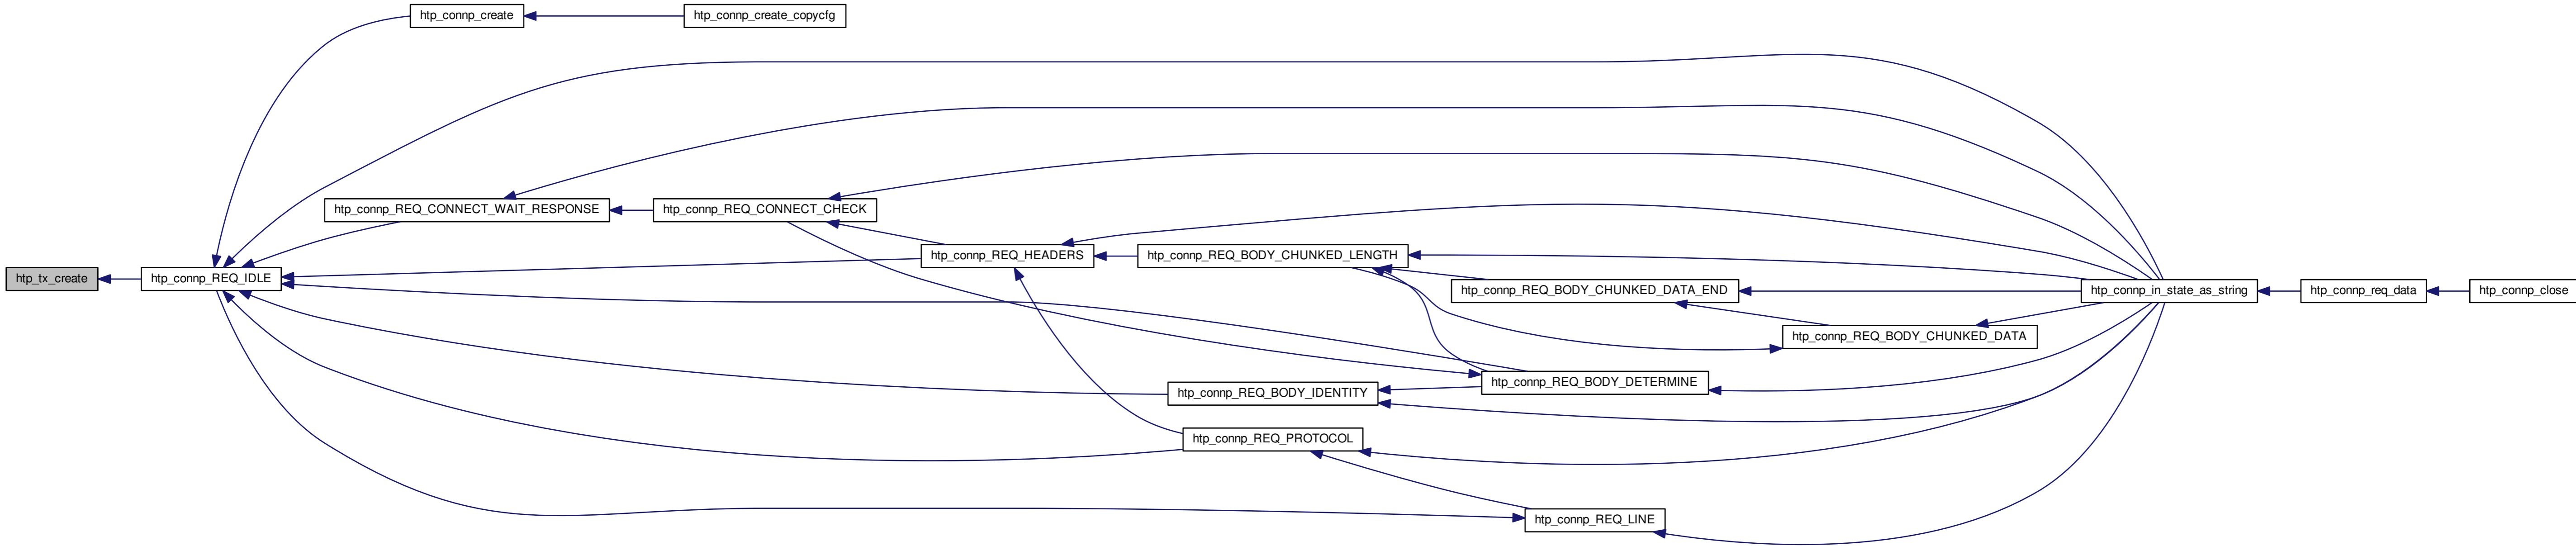 htp_connp_create
htp_connp_create_copycfg
htp_connp_REQ_CONNECT_WAIT_RESPONSE
htp_connp_REQ_CONNECT_CHECK
htp_connp_REQ_HEADERS
htp_connp_REQ_BODY_CHUNKED_LENGTH
htp_tx_create
htp_connp_REQ_IDLE
htp_connp_REQ_BODY_CHUNKED_DATA_END
htp_connp_in_state_as_string
htp_connp_req_data
htp_connp_close
htp_connp_REQ_BODY_CHUNKED_DATA
htp_connp_REQ_BODY_DETERMINE
htp_connp_REQ_BODY_IDENTITY
htp_connp_REQ_PROTOCOL
htp_connp_REQ_LINE